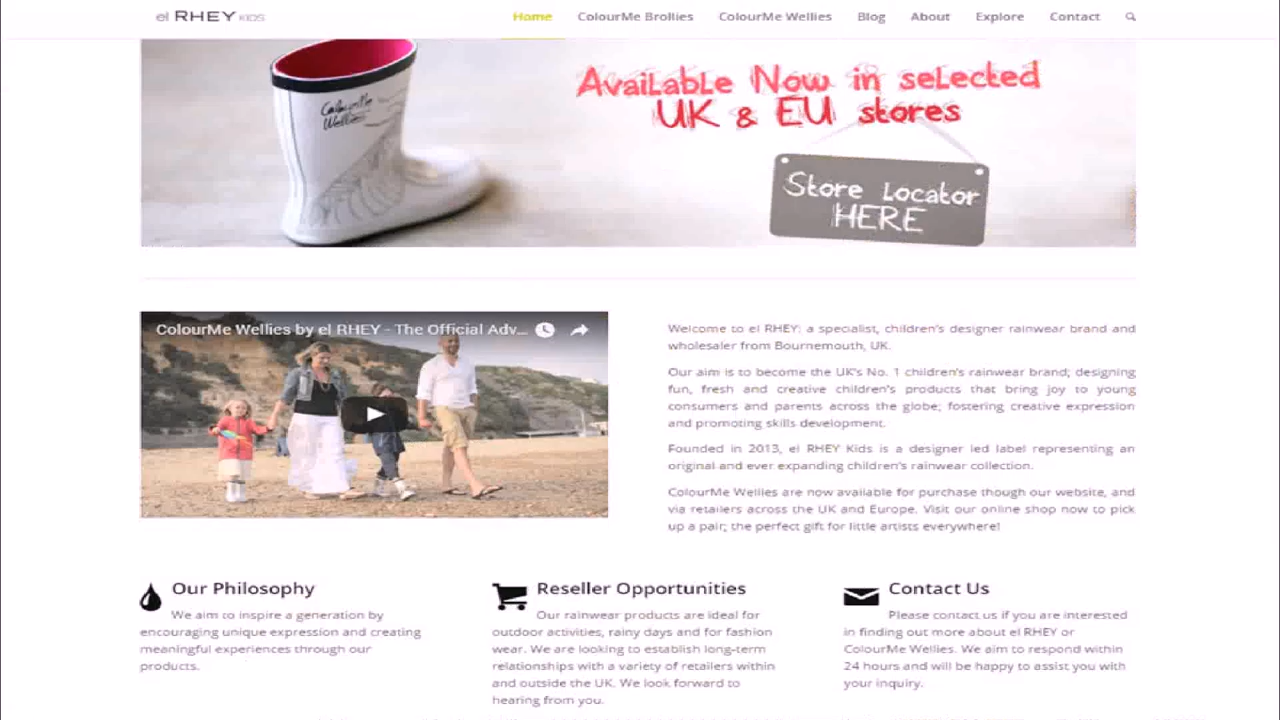 el RHEY KIDS
Home ColourMe Brollies ColourMe Wellies Blog About Explore Contact
ColourMe
Wellies
Available Now in selected
UK & EU stores
Store Locator
HERE
ColourMe Wellies by el RHEY - The Official Adv...
Welcome to el RHEY: a specialist, children's designer rainwear brand and
wholesaler from Bournemouth, UK.
Our aim is to become the UK's No. 1 children's rainwear brand; designing
fun, fresh and creative children's products that bring joy to young
consumers and parents across the globe; fostering creative expression
and promoting skills development.
Founded in 2013, el RHEY Kids is a designer led label representing an
original and ever expanding children's rainwear collection.
ColourMe Wellies are now available for purchase though our website, and
via retailers across the UK and Europe. Visit our online shop now to pick
up a pair; the perfect gift for little artists everywhere!
Our Philosophy
We aim to inspire a generation by
encouraging unique expression and creating
meaningful experiences through our
products.
Reseller Opportunities
Our rainwear products are ideal for
outdoor activities, rainy days and for fashion
wear. We are looking to establish long-term
relationships with a variety of retailers within
and outside the UK. We look forward to
hearing from you.
Contact Us
Please contact us if you are interested
in finding out more about el RHEY or
ColourMe Wellies. We aim to respond within
24 hours and will be happy to assist you with
your inquiry.